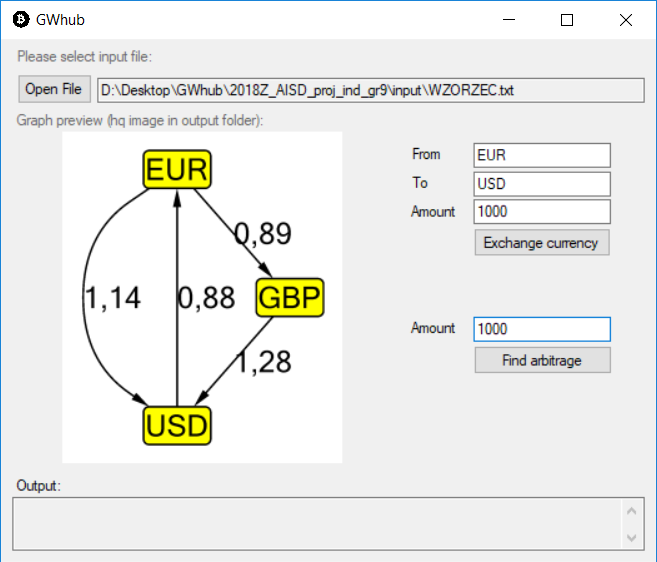 GWhub
Please select input file:
Open File
D:\Desktop\GWhub\2018Z_AISD_proj_ind_gr9\input\WZORZEC.txt
Graph preview (hq image in output folder):
EUR
0,89
1,14
0,88
GBP
1,28
USD
From EUR
To USD
Amount 1000
Exchange currency
Amount 1000
Find arbitrage
Output: